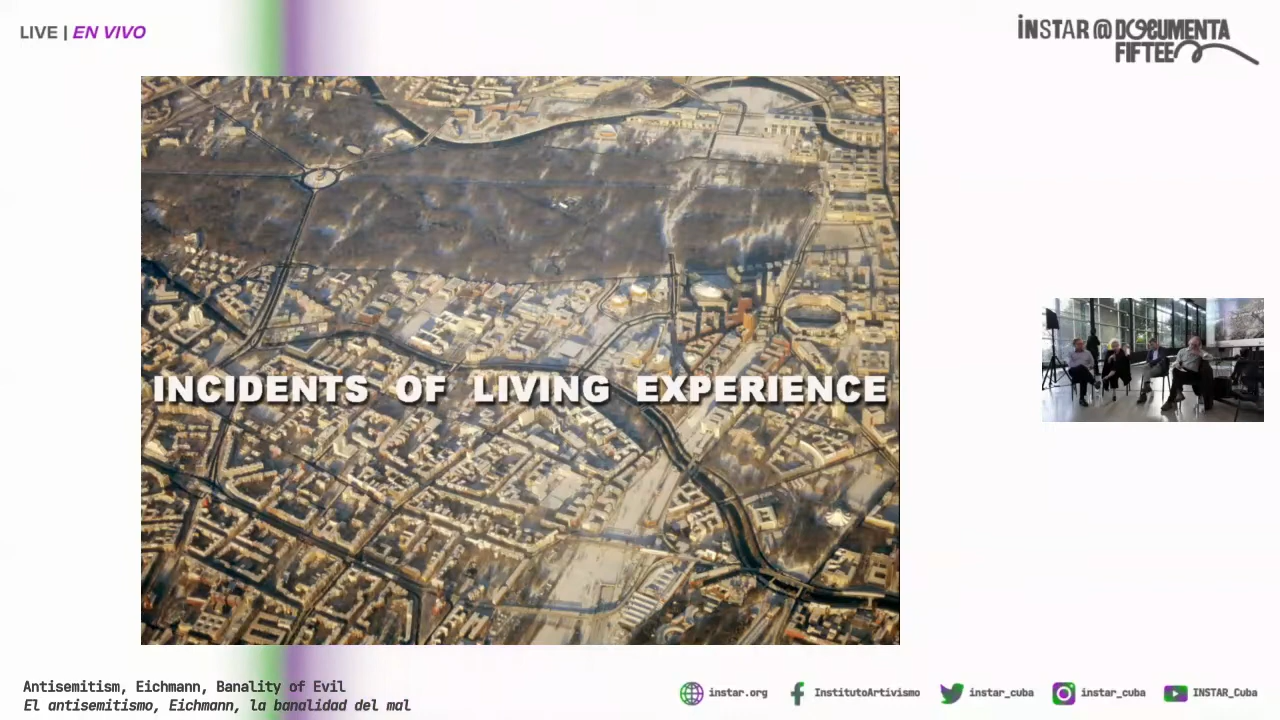 LIVE | EN VIVO
INSTAR @ DOCUMENTA
FIFTEEN
INCIDENTS OF LIVING EXPERIENCE
Antisemitism, Eichmann, Banality of Evil
El antisemitismo, Eichmann, la banalidad del mal
instar.org
InstitutoArtivismo
instar_cuba
instar_cuba
INSTAR_Cuba